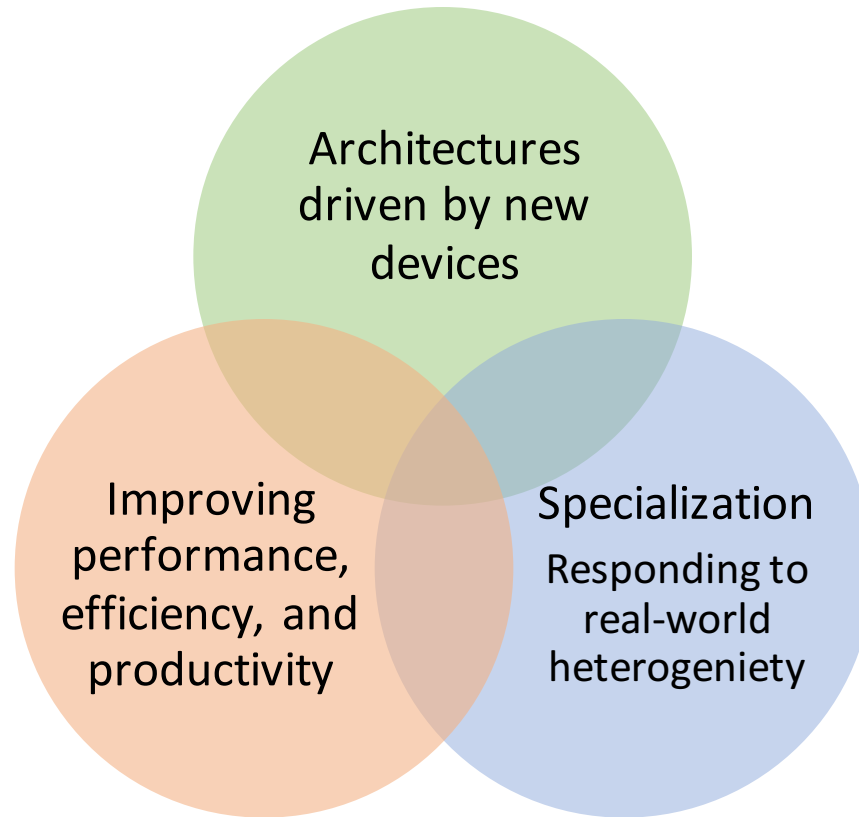 Architectures
driven by new
devices
Improving
performance,
efficiency, and
productivity
Specialization
Responding to
real-world
heterogeniety